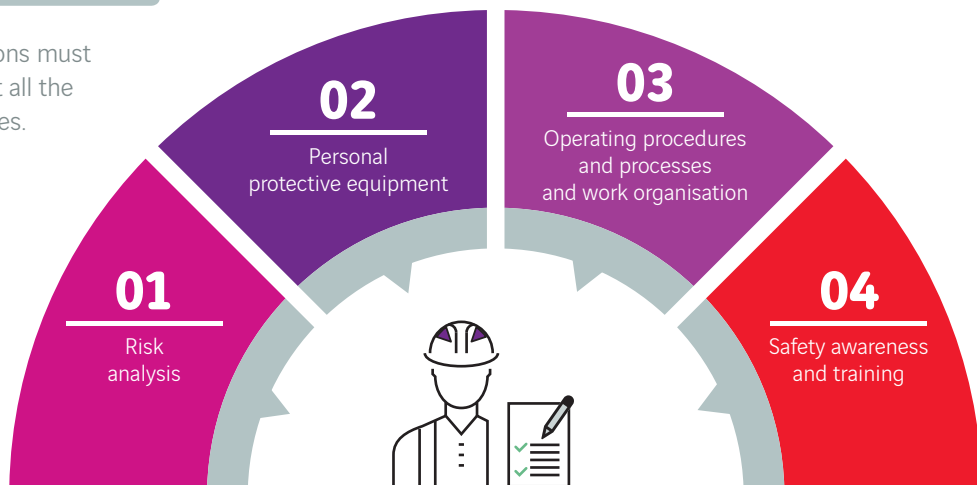 ons must
all the
es.
02
Personal
protective equipment
03
Operating procedures
and processes
and work organisation
01
Risk
analysis
04
Safety awareness
and training